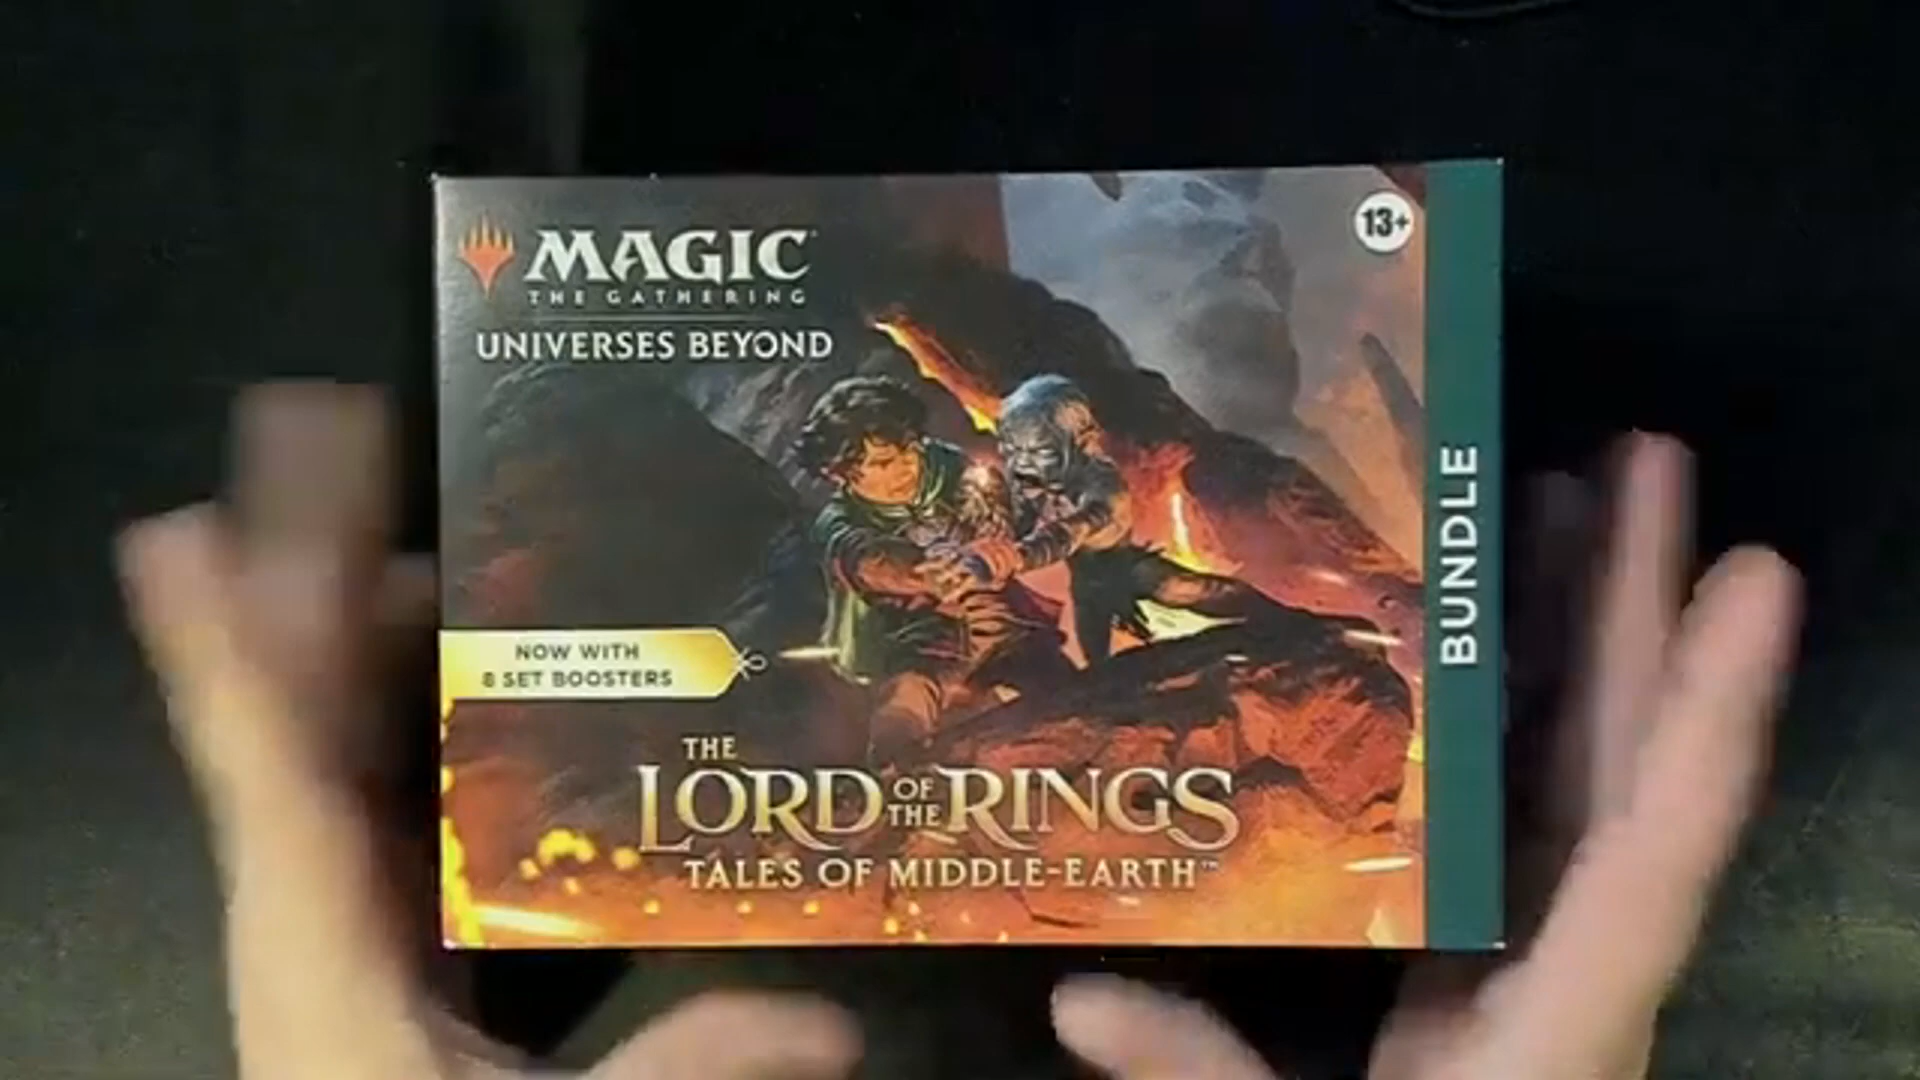 MAGIC
THE GATHERING
UNIVERSES BEYOND
13+
BUNDLE
NOW WITH
8 SET BOOSTERS
THE
LORD OF THE RINGS
TALES OF MIDDLE-EARTH™